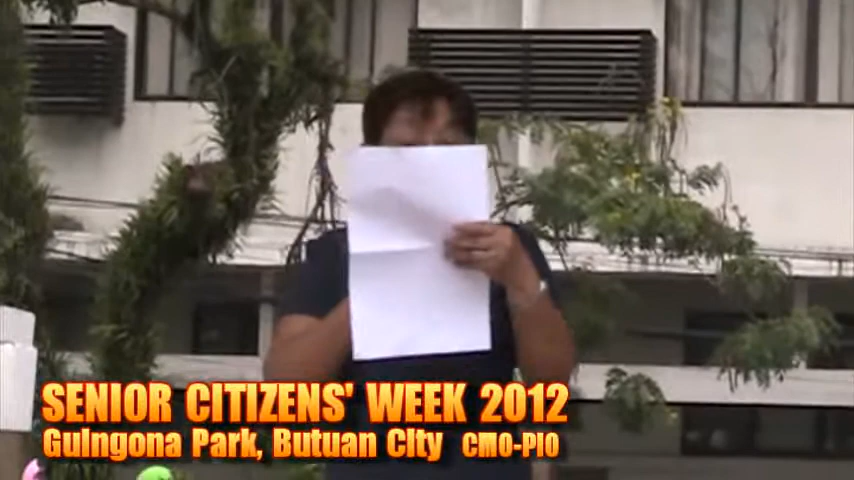 SENIOR CITIZENS' WEEK 2012
Guingona Park, Butuan City CMO-PIO